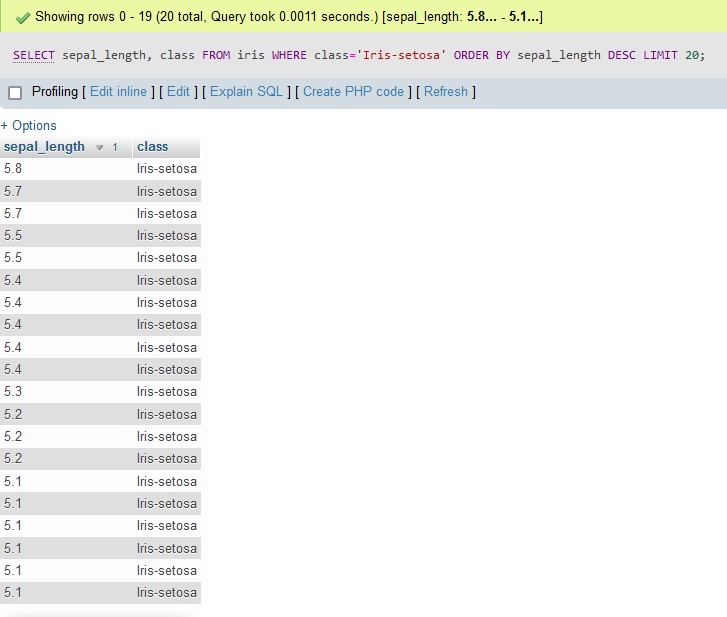 Showing rows 0 - 19 (20 total, Query took 0.0011 seconds.) [sepal_length: 5.8... - 5.1...]
SELECT sepal_length, class FROM iris WHERE class='Iris-setosa' ORDER BY sepal_length DESC LIMIT 20;
Profiling [ Edit inline ] [ Edit ] [ Explain SQL ] [ Create PHP code ] [ Refresh ]
+ Options
sepal_length 1 class
5.8 Iris-setosa
5.7 Iris-setosa
5.7 Iris-setosa
5.5 Iris-setosa
5.5 Iris-setosa
5.4 Iris-setosa
5.4 Iris-setosa
5.4 Iris-setosa
5.4 Iris-setosa
5.4 Iris-setosa
5.3 Iris-setosa
5.2 Iris-setosa
5.2 Iris-setosa
5.2 Iris-setosa
5.1 Iris-setosa
5.1 Iris-setosa
5.1 Iris-setosa
5.1 Iris-setosa
5.1 Iris-setosa
5.1 Iris-setosa